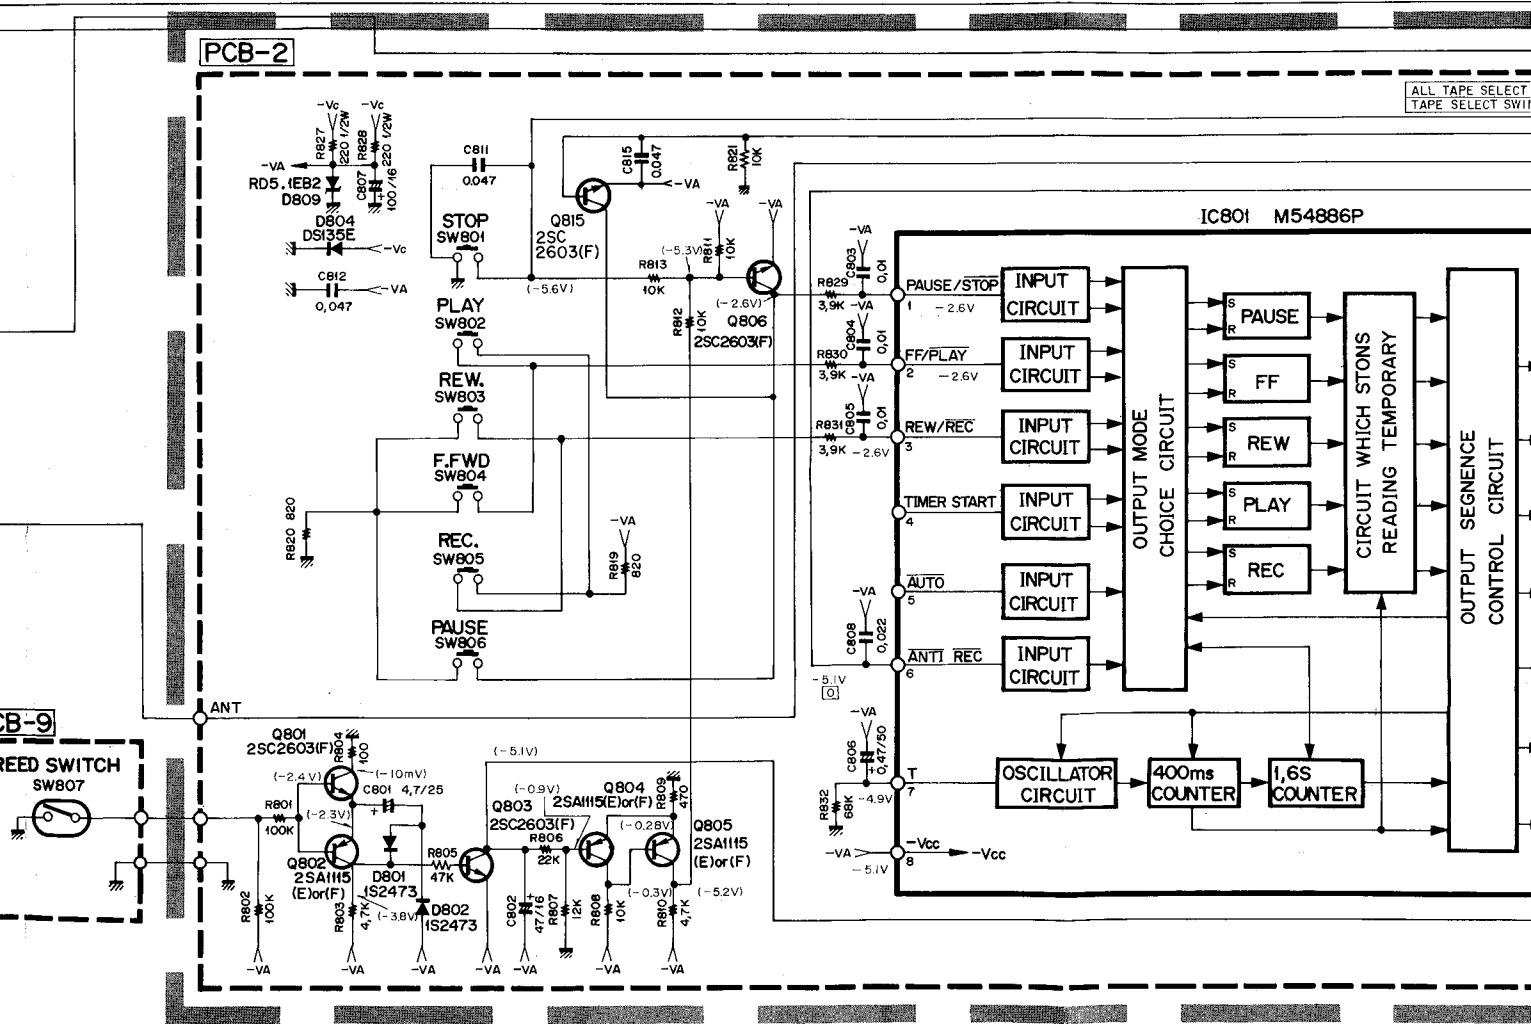 PCB-2
ALL TAPE SELECT
TAPE SELECT SWIN
-Vc
-Vc
R827
220 1/2W
R828
220 1/2W
-VA
RD5.1EB2
D809
C807
100/16
+
D804
DS135E
-Vc
C812
0,047
-VA
C811
0.047
STOP
SW801
(-5.6V)
PLAY
SW802
REW.
SW803
F.FWD
SW804
REC.
SW805
PAUSE
SW806
R820 820
R819
820
-VA
C815
0.047
-VA
Q815
2SC
2603(F)
R821
10K
-VA
-VA
R811
10K
(-5.3V)
R813
10K
R812
10K
(-2.6V)
Q806
2SC2603(F)
-VA
C803
0,01
R829
3,9K
-VA
C804
0,01
R830
3,9K
-VA
C805
0,01
R831
3,9K
-2.6V
-VA
C808
0,022
-5.1V
0
-VA
C806
0,47/50
+
R832
68K
-4.9V
-VA
-5.1V
IC801 M54886P
PAUSE/STOP
1
-2.6V
FF/PLAY
2
-2.6V
REW/REC
3
TIMER START
4
AUTO
5
ANTI REC
6
T
7
-Vcc
8
-Vcc
INPUT
CIRCUIT
INPUT
CIRCUIT
INPUT
CIRCUIT
INPUT
CIRCUIT
INPUT
CIRCUIT
INPUT
CIRCUIT
OUTPUT MODE
CHOICE CIRCUIT
S
R
PAUSE
S
R
FF
S
R
REW
S
R
PLAY
S
R
REC
CIRCUIT WHICH STONS
READING TEMPORARY
OUTPUT SEGNENCE
CONTROL CIRCUIT
OSCILLATOR
CIRCUIT
400ms
COUNTER
1,6S
COUNTER
ANT
CB-9
REED SWITCH
SW807
Q801
2SC2603(F)
R804
100
(-2.4V)
(-10mV)
C801 4,7/25
+
R801
100K
(-2.3V)
Q802
2SA1115
(E)or(F)
D801
1S2473
R802
100K
R803
4,7K
(-3.8V)
D802
1S2473
R805
47K
(-5.1V)
(-0.9V)
Q803
2SC2603(F)
R806
22K
C802
47/16
+
R807
12K
Q804
2SA1115(E)or(F)
R809
470
(-0.28V)
Q805
2SA1115
(E)or(F)
R808
10K
(-0.3V)
R810
4,7K
(-5.2V)
-VA
-VA
-VA
-VA
-VA
-VA
-VA